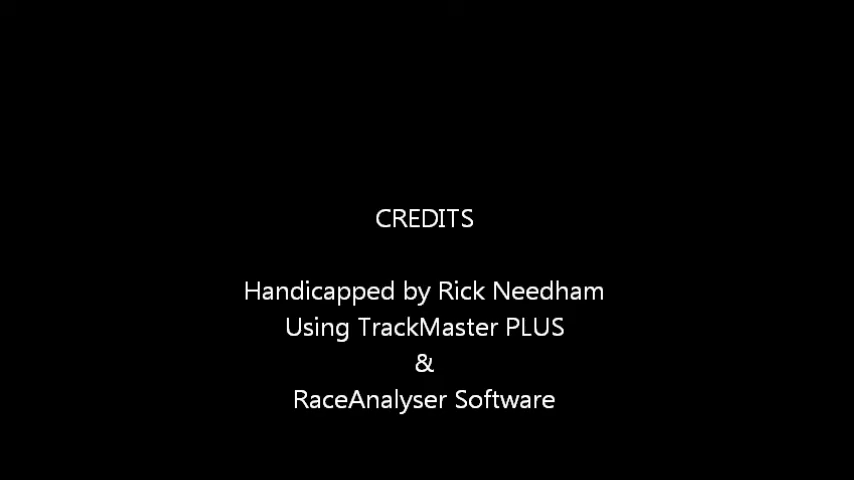 CREDITS
Handicapped by Rick Needham
Using TrackMaster PLUS
&
RaceAnalyser Software